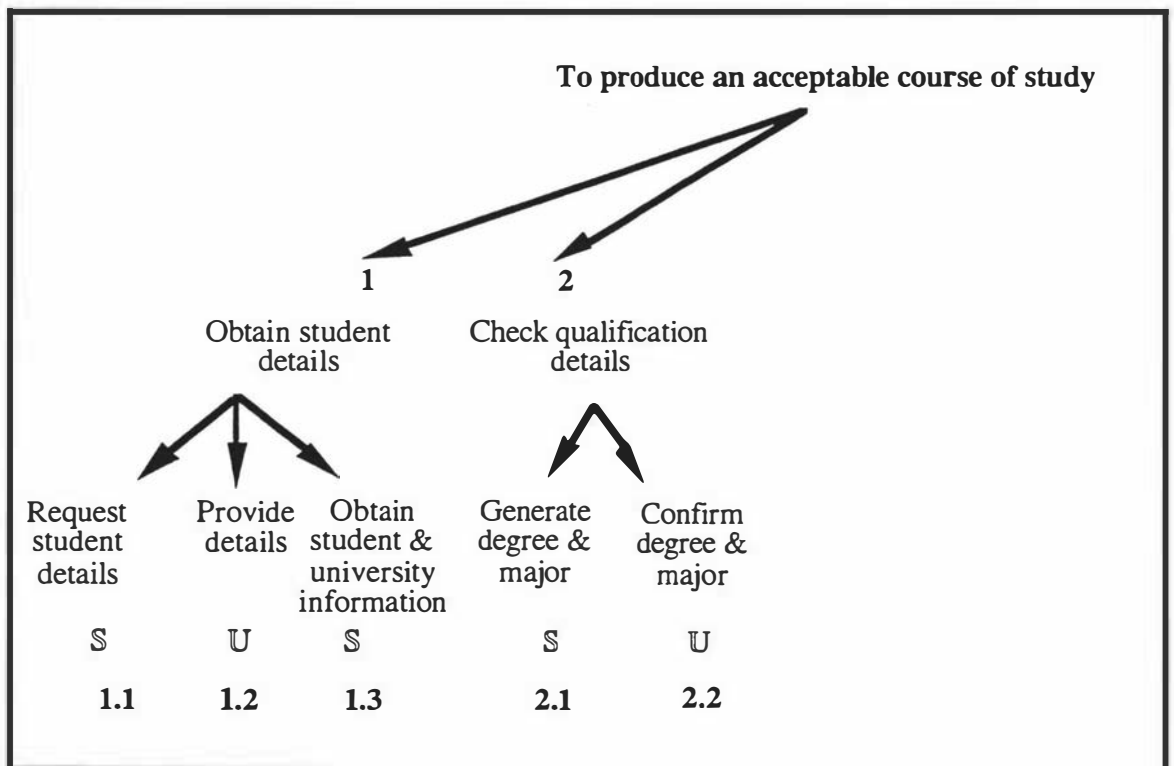 To produce an acceptable course of study
1
2
Obtain student
details
Check qualification
details
Request
student
details
Provide
details
Obtain
student &
university
information
Generate
degree &
major
Confirm
degree &
major
𝕊
𝕌
𝕊
𝕊
𝕌
1.1
1.2
1.3
2.1
2.2